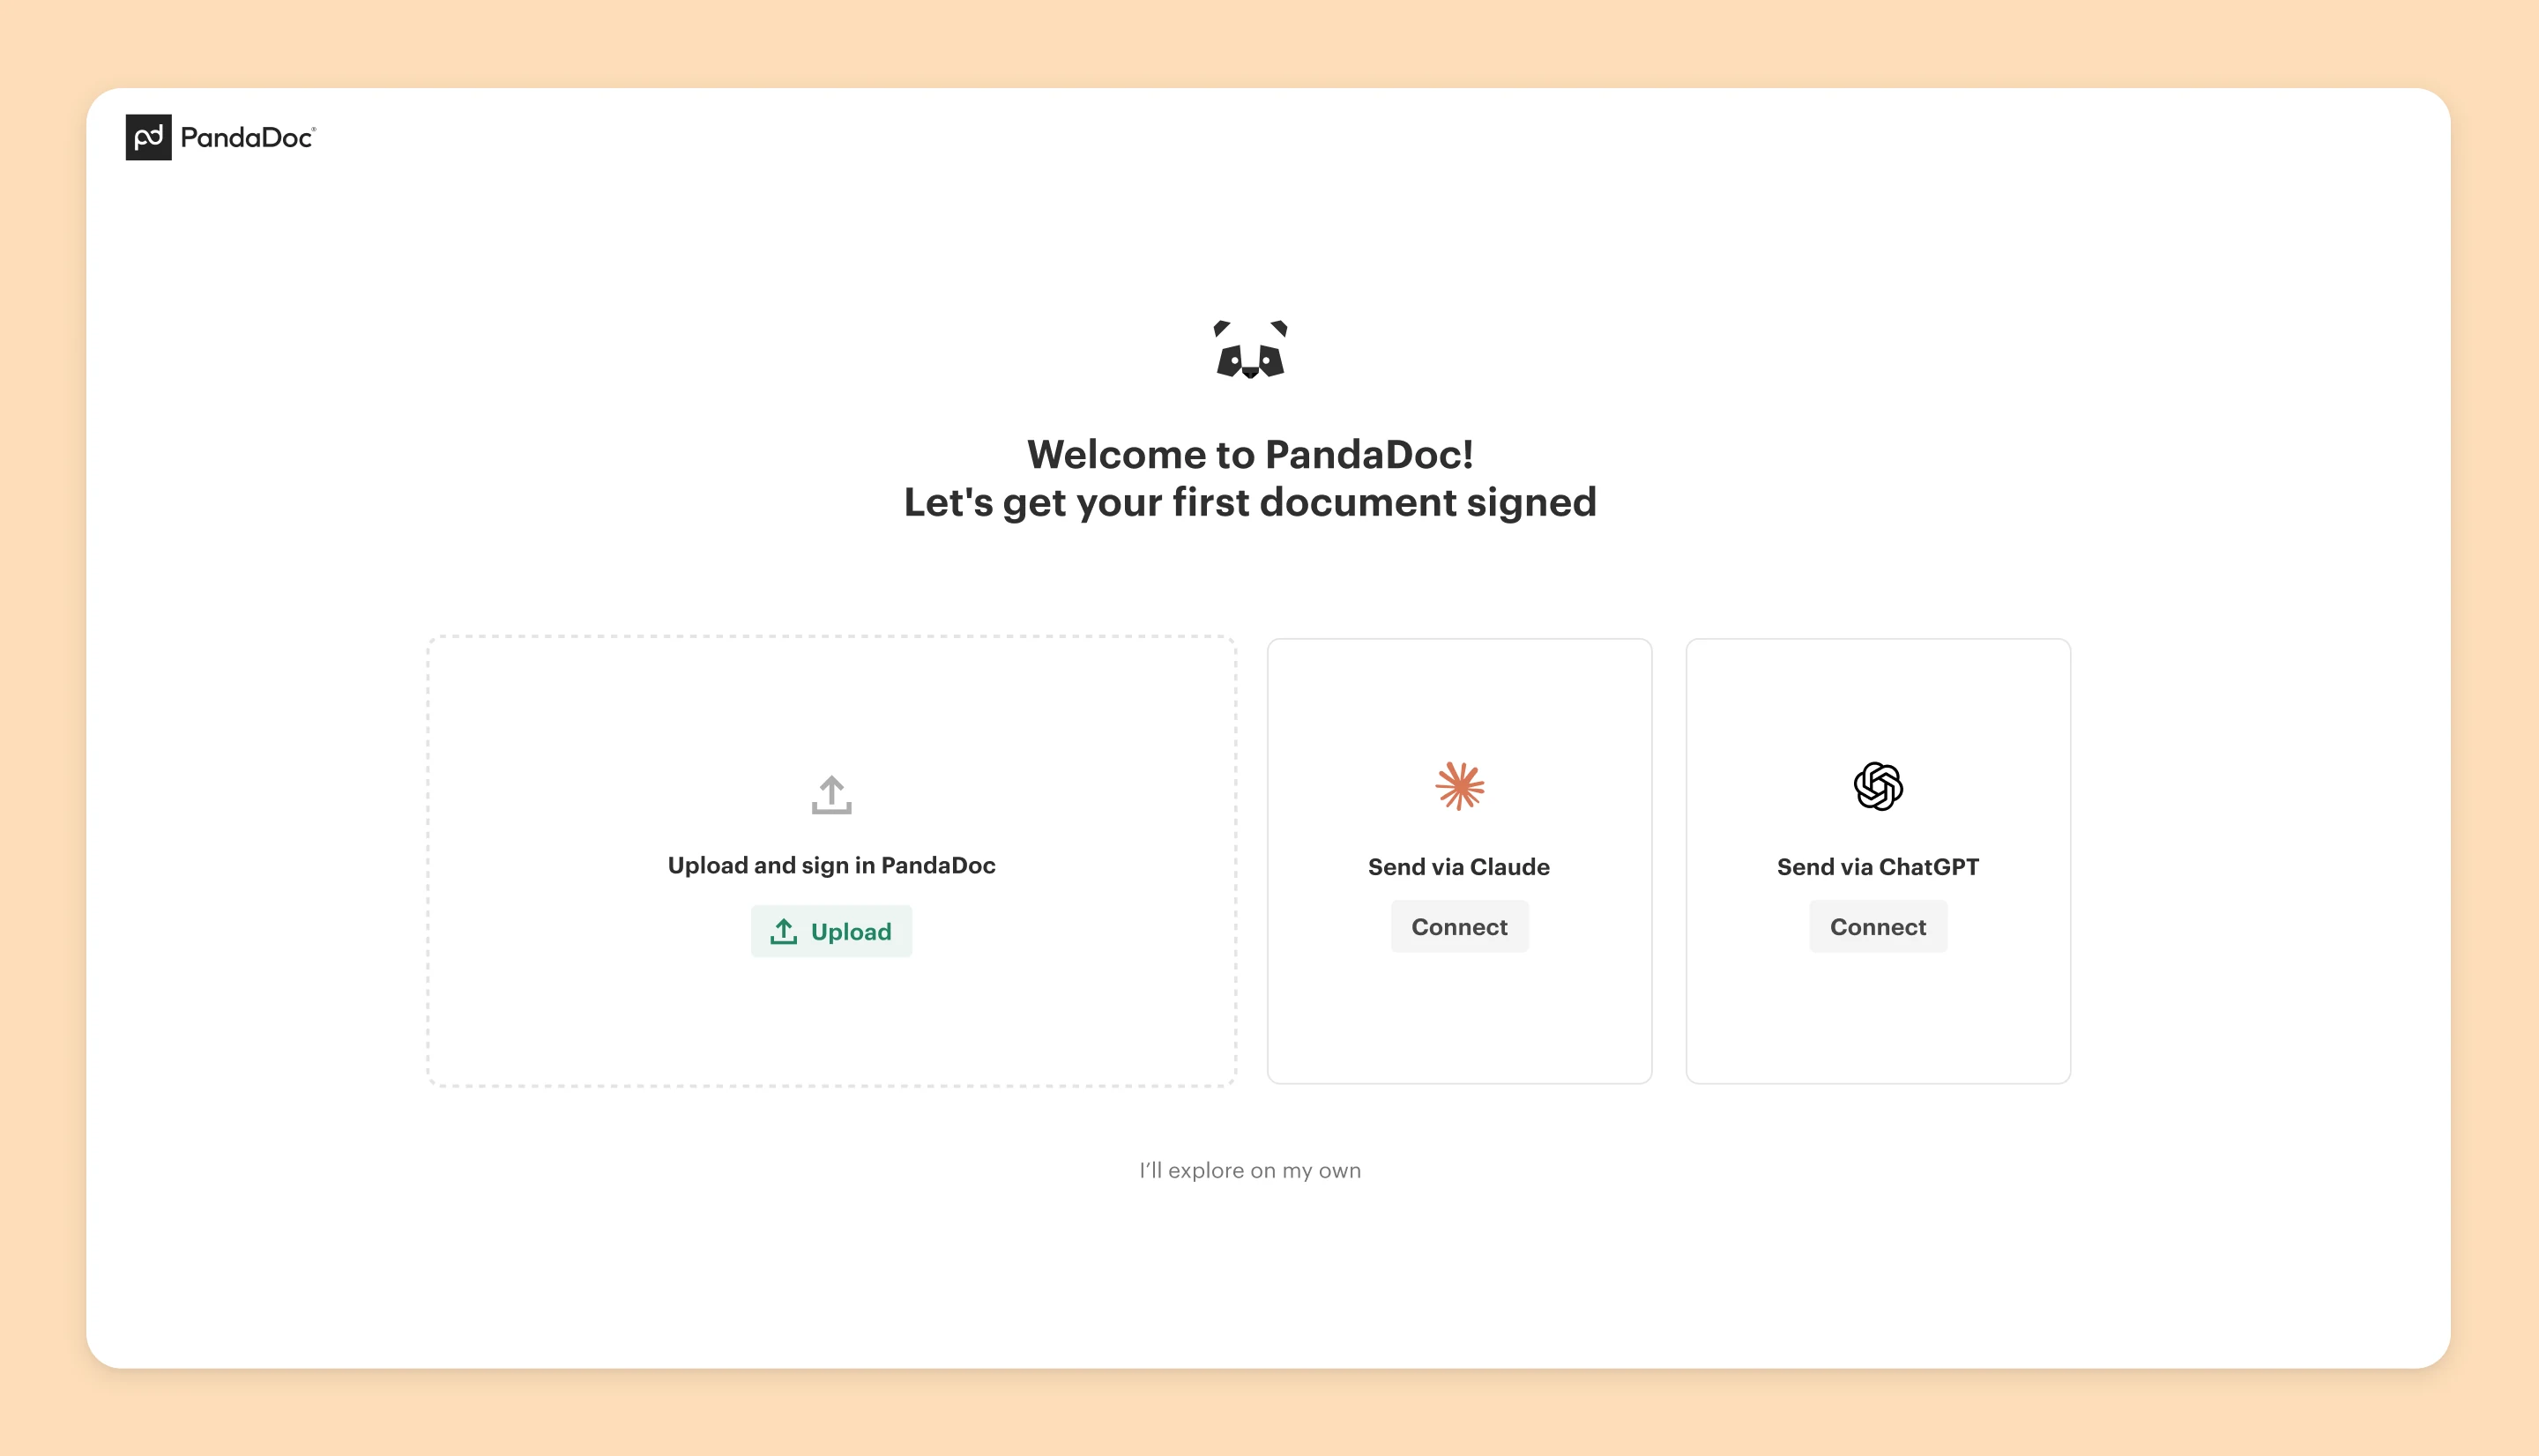 PandaDoc®
Welcome to PandaDoc!
Let's get your first document signed
Upload and sign in PandaDoc
Upload
Send via Claude
Connect
Send via ChatGPT
Connect
I’ll explore on my own